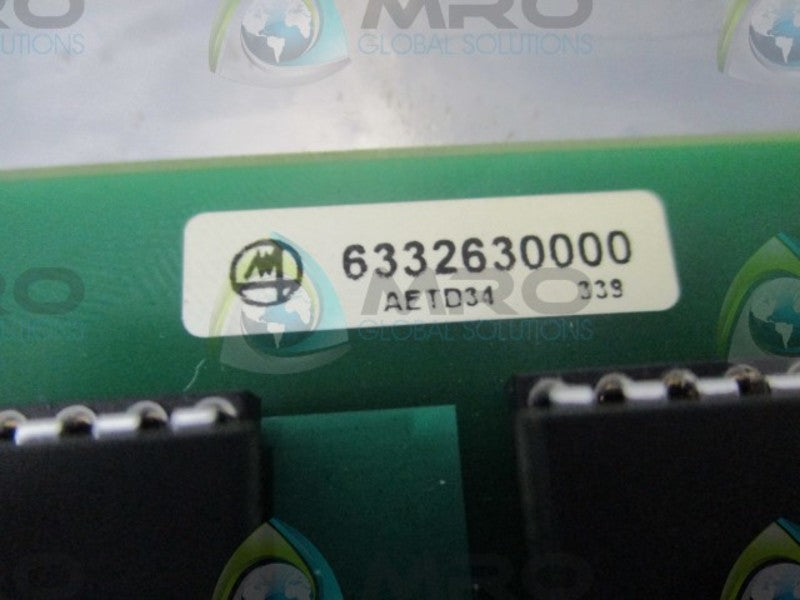 MRO
GLOBAL SOLUTIONS
6332630000
AETD34 339